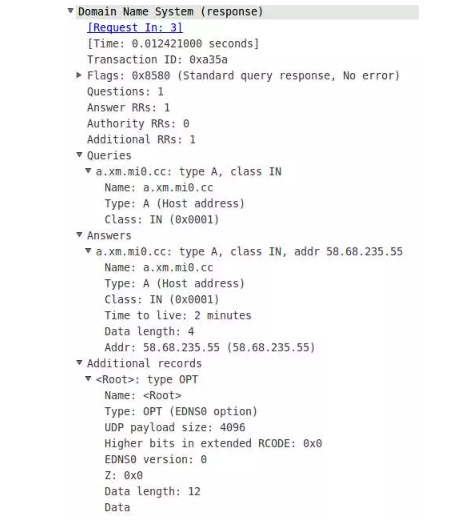 Domain Name System (response)
[Request In: 3]
[Time: 0.012421000 seconds]
Transaction ID: 0xa35a
Flags: 0x8580 (Standard query response, No error)
Questions: 1
Answer RRs: 1
Authority RRs: 0
Additional RRs: 1
Queries
a.xm.mi0.cc: type A, class IN
Name: a.xm.mi0.cc
Type: A (Host address)
Class: IN (0x0001)
Answers
a.xm.mi0.cc: type A, class IN, addr 58.68.235.55
Name: a.xm.mi0.cc
Type: A (Host address)
Class: IN (0x0001)
Time to live: 2 minutes
Data length: 4
Addr: 58.68.235.55 (58.68.235.55)
Additional records
<Root>: type OPT
Name: <Root>
Type: OPT (EDNS0 option)
UDP payload size: 4096
Higher bits in extended RCODE: 0x0
EDNS0 version: 0
Z: 0x0
Data length: 12
Data